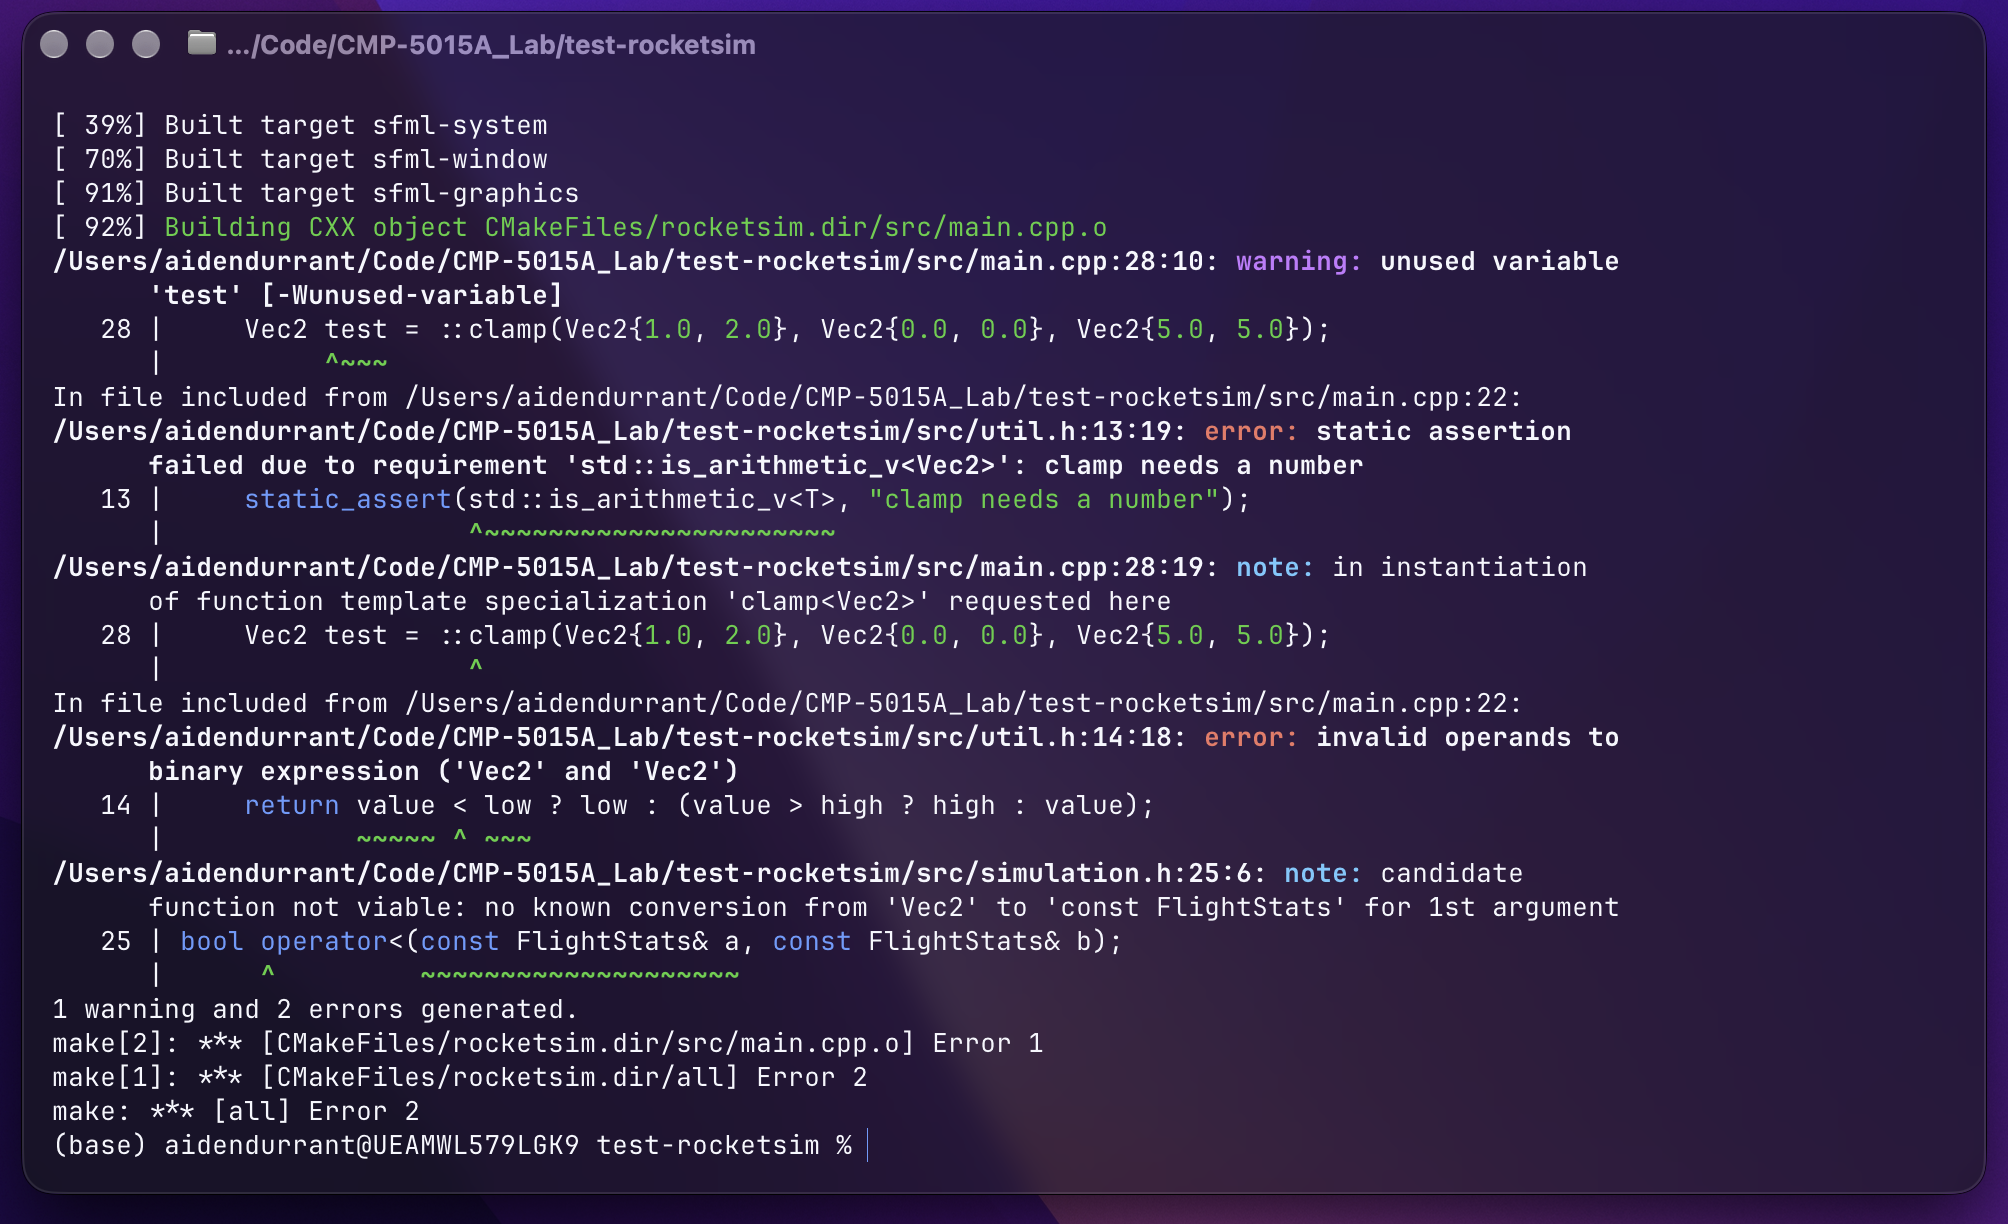 .../Code/CMP-5015A_Lab/test-rocketsim
[ 39%] Built target sfml-system
[ 70%] Built target sfml-window
[ 91%] Built target sfml-graphics
[ 92%] Building CXX object CMakeFiles/rocketsim.dir/src/main.cpp.o
/Users/aidendurrant/Code/CMP-5015A_Lab/test-rocketsim/src/main.cpp:28:10: warning: unused variable
      'test' [-Wunused-variable]
   28 |     Vec2 test = ::clamp(Vec2{1.0, 2.0}, Vec2{0.0, 0.0}, Vec2{5.0, 5.0});
      |          ^~~~
In file included from /Users/aidendurrant/Code/CMP-5015A_Lab/test-rocketsim/src/main.cpp:22:
/Users/aidendurrant/Code/CMP-5015A_Lab/test-rocketsim/src/util.h:13:19: error: static assertion
      failed due to requirement 'std::is_arithmetic_v<Vec2>': clamp needs a number
   13 |     static_assert(std::is_arithmetic_v<T>, "clamp needs a number");
      |                   ^~~~~~~~~~~~~~~~~~~~~~~
/Users/aidendurrant/Code/CMP-5015A_Lab/test-rocketsim/src/main.cpp:28:19: note: in instantiation
      of function template specialization 'clamp<Vec2>' requested here
   28 |     Vec2 test = ::clamp(Vec2{1.0, 2.0}, Vec2{0.0, 0.0}, Vec2{5.0, 5.0});
      |                   ^
In file included from /Users/aidendurrant/Code/CMP-5015A_Lab/test-rocketsim/src/main.cpp:22:
/Users/aidendurrant/Code/CMP-5015A_Lab/test-rocketsim/src/util.h:14:18: error: invalid operands to
      binary expression ('Vec2' and 'Vec2')
   14 |     return value < low ? low : (value > high ? high : value);
      |            ~~~~~ ^ ~~~
/Users/aidendurrant/Code/CMP-5015A_Lab/test-rocketsim/src/simulation.h:25:6: note: candidate
      function not viable: no known conversion from 'Vec2' to 'const FlightStats' for 1st argument
   25 | bool operator<(const FlightStats& a, const FlightStats& b);
      |      ^         ~~~~~~~~~~~~~~~~~~~~
1 warning and 2 errors generated.
make[2]: *** [CMakeFiles/rocketsim.dir/src/main.cpp.o] Error 1
make[1]: *** [CMakeFiles/rocketsim.dir/all] Error 2
make: *** [all] Error 2
(base) aidendurrant@UEAMWL579LGK9 test-rocketsim %